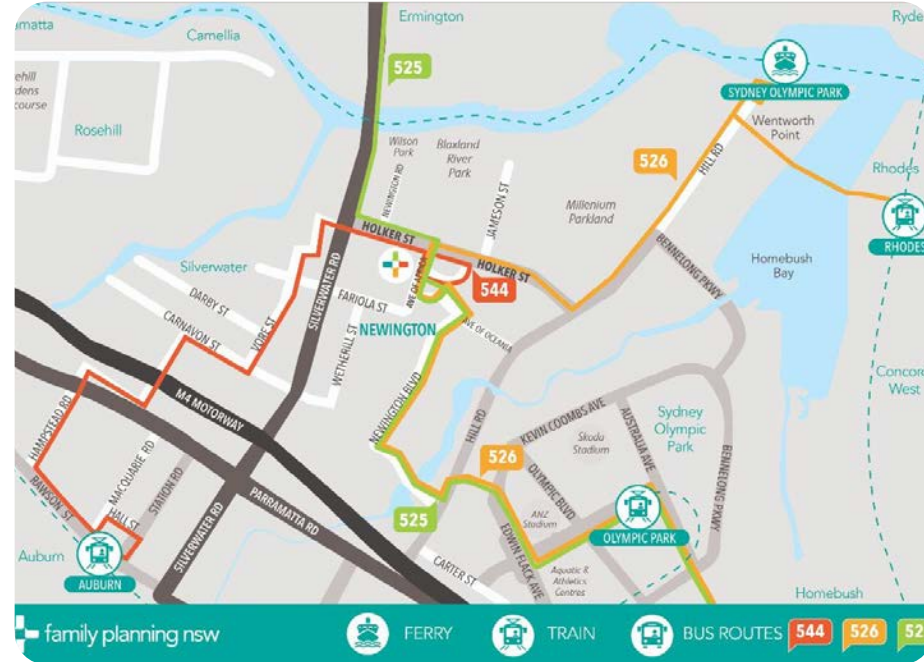 Ermington
Ryde
amatta
Camellia
525
ehill
dens
course
SYDNEY OLYMPIC PARK
Rosehill
Wilson
Park
Blaxland
River
Park
Wentworth
Point
526
HILL RD
NEWINGTON RD
JAMESON ST
Millenium
Parkland
Rhodes
RHODES
HOLKER ST
HOLKER ST
BENNELONG PKWY
Homebush
Bay
Silverwater
SILVERWATER RD
AVE OF AFRICA
544
DARBY ST
FARIOLA ST
VORE ST
CARNAVON ST
NEWINGTON
AVE OF OCEANIA
WETHERILL ST
M4 MOTORWAY
Concord
West
HAMPSTEAD RD
NEWINGTON BLVD
HILL RD
KEVIN COOMBS AVE
AUSTRALIA AVE
Sydney
Olympic
Park
Skoda
Stadium
MACQUARIE RD
STATION RD
526
OLYMPIC BLVD
BENNELONG PKWY
RAWSON ST
HALL ST
PARRAMATTA RD
525
ANZ
Stadium
OLYMPIC PARK
SILVERWATER RD
EDWIN FLACK AVE
Auburn
AUBURN
CARTER ST
Aquatic &
Athletics
Centres
Homebush
family planning nsw
FERRY
TRAIN
BUS ROUTES
544
526
52